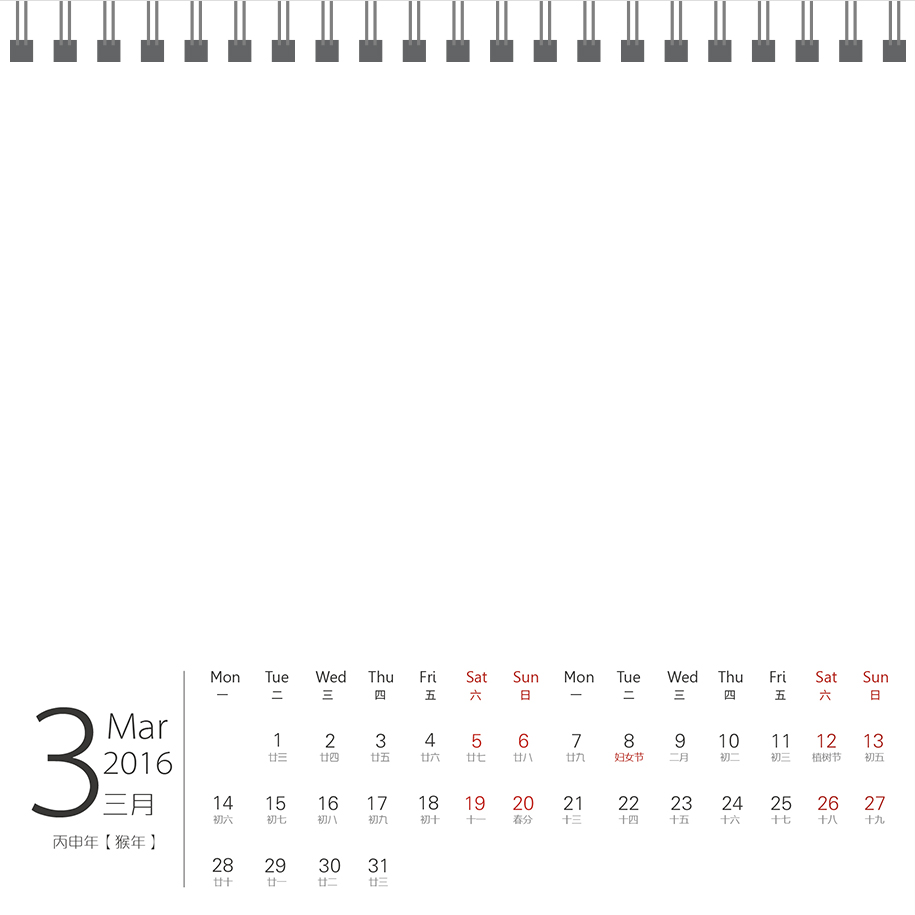 Mon Tue Wed Thu Fri Sat Sun Mon Tue Wed Thu Fri Sat Sun
一 二 三 四 五 六 日 一 二 三 四 五 六 日
3
Mar
2016
三月
丙申年【猴年】
1 2 3 4 5 6 7 8 9 10 11 12 13
廿三 廿四 廿五 廿六 廿七 廿八 廿九 妇女节 二月 初二 初三 植树节 初五
14 15 16 17 18 19 20 21 22 23 24 25 26 27
初六 初七 初八 初九 初十 十一 春分 十三 十四 十五 十六 十七 十八 十九
28 29 30 31
廿十 廿一 廿二 廿三